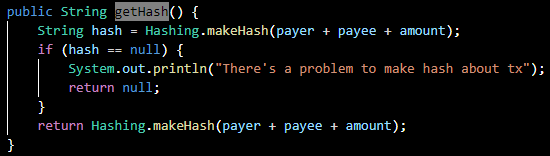 public String getHash() {
    String hash = Hashing.makeHash(payer + payee + amount);
    if (hash == null) {
        System.out.println("There's a problem to make hash about tx");
        return null;
    }
    return Hashing.makeHash(payer + payee + amount);
}